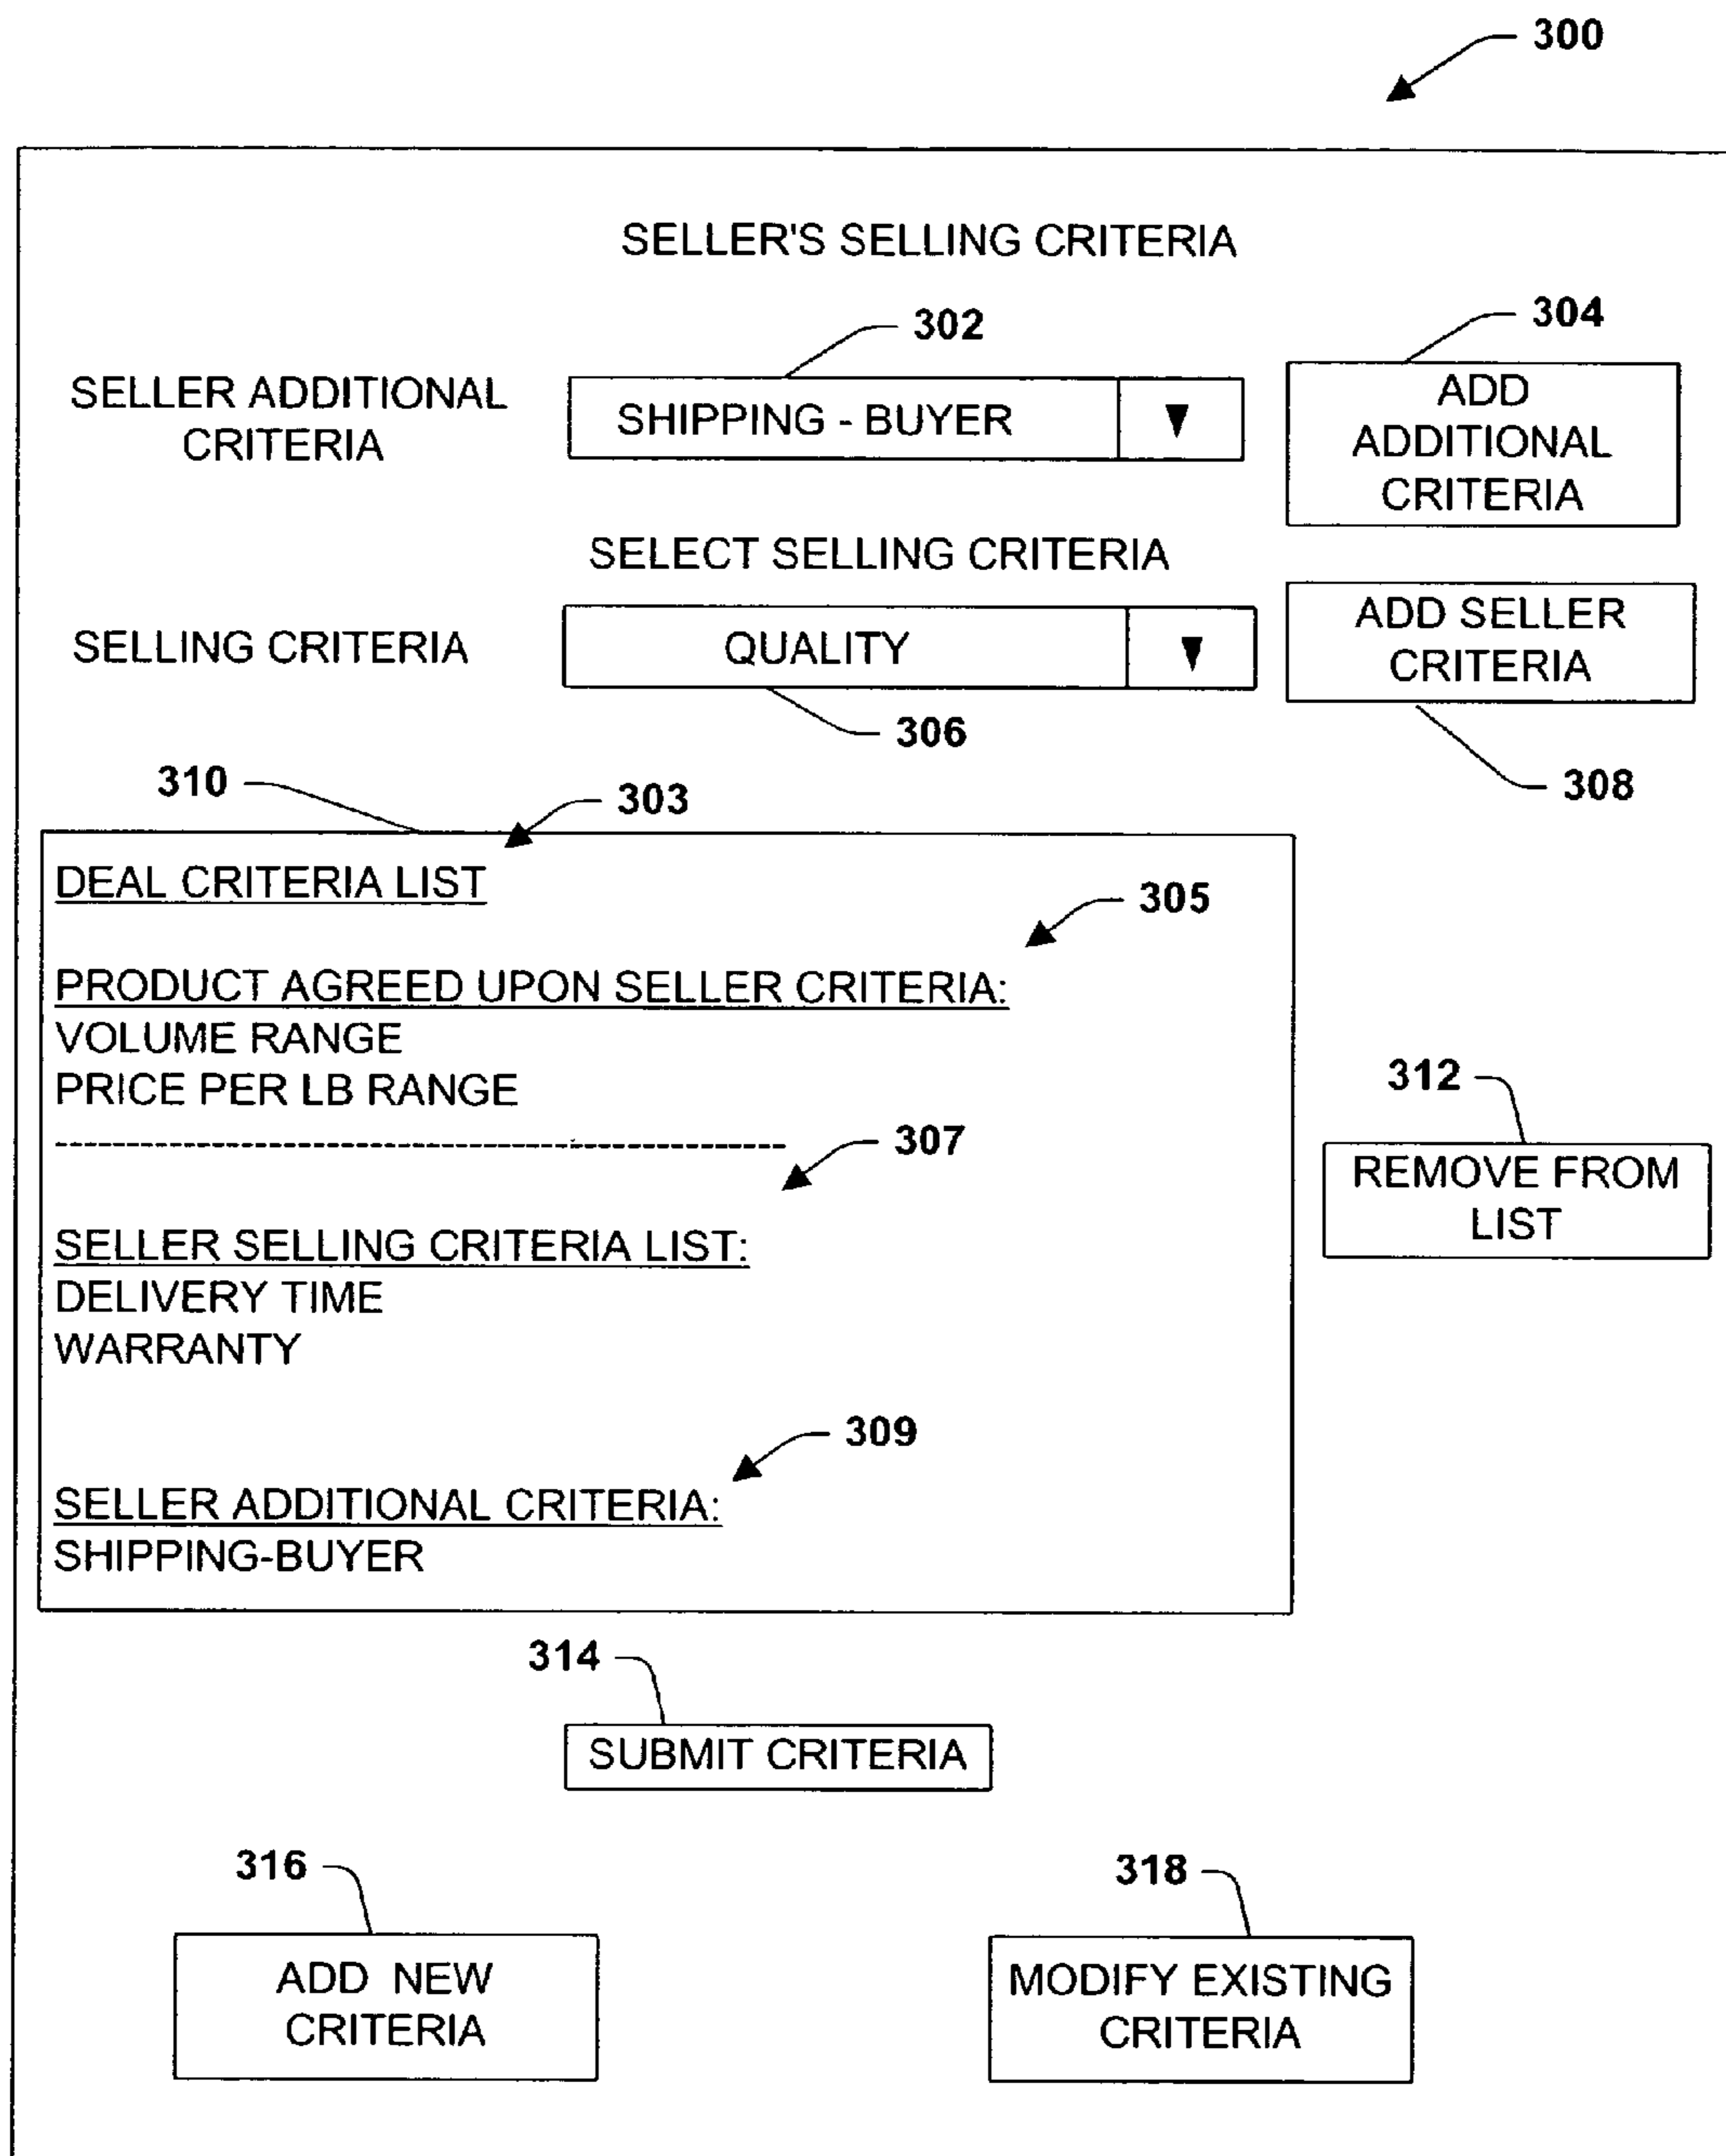 300
SELLER'S SELLING CRITERIA
302
304
SELLER ADDITIONAL
CRITERIA
SHIPPING - BUYER
ADD
ADDITIONAL
CRITERIA
SELECT SELLING CRITERIA
SELLING CRITERIA
QUALITY
ADD SELLER
CRITERIA
306
308
310
303
DEAL CRITERIA LIST
305
PRODUCT AGREED UPON SELLER CRITERIA:
VOLUME RANGE
PRICE PER LB RANGE
312
307
REMOVE FROM
LIST
SELLER SELLING CRITERIA LIST:
DELIVERY TIME
WARRANTY
309
SELLER ADDITIONAL CRITERIA:
SHIPPING-BUYER
314
SUBMIT CRITERIA
316
318
ADD NEW
CRITERIA
MODIFY EXISTING
CRITERIA